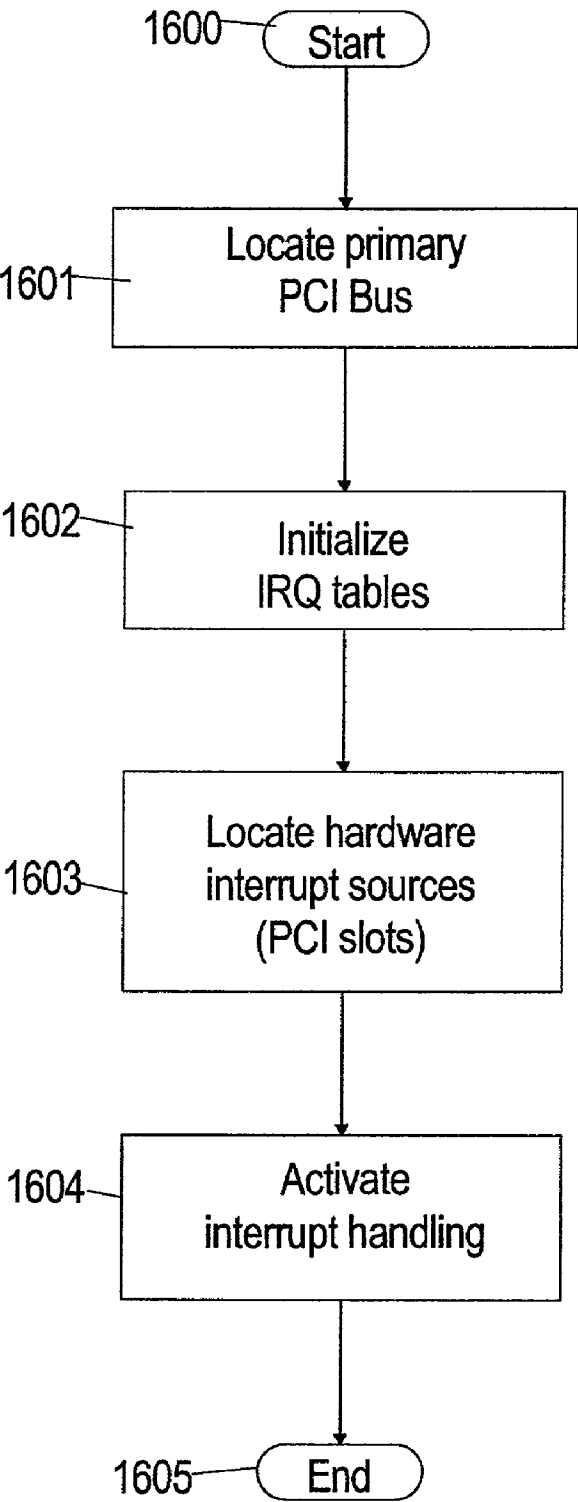 1600
Start
1601
Locate primary
PCI Bus
1602
Initialize
IRQ tables
1603
Locate hardware
interrupt sources
(PCI slots)
1604
Activate
interrupt handling
1605
End